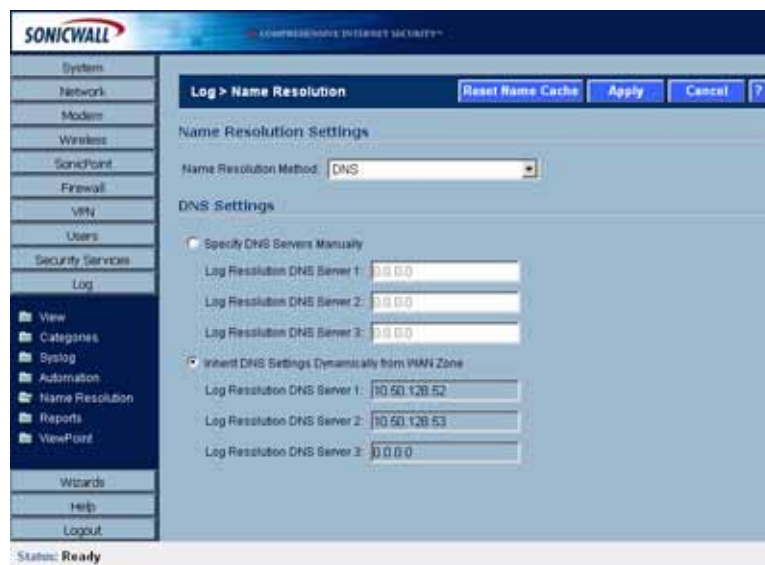 SONICWALL
COMPREHENSIVE INTERNET SECURITY™
System
Network
Modem
Wireless
SonicPoint
Firewall
VPN
Users
Security Services
Log
View
Categories
Syslog
Automation
Name Resolution
Reports
ViewPoint
Wizards
Help
Logout
Log > Name Resolution
Reset Name Cache
Apply
Cancel
?
Name Resolution Settings
Name Resolution Method: DNS
DNS Settings
Specify DNS Servers Manually
Log Resolution DNS Server 1: 0.0.0.0
Log Resolution DNS Server 2: 0.0.0.0
Log Resolution DNS Server 3: 0.0.0.0
Inherit DNS Settings Dynamically from WAN Zone
Log Resolution DNS Server 1: 10.50.128.52
Log Resolution DNS Server 2: 10.50.128.53
Log Resolution DNS Server 3: 0.0.0.0
Status: Ready